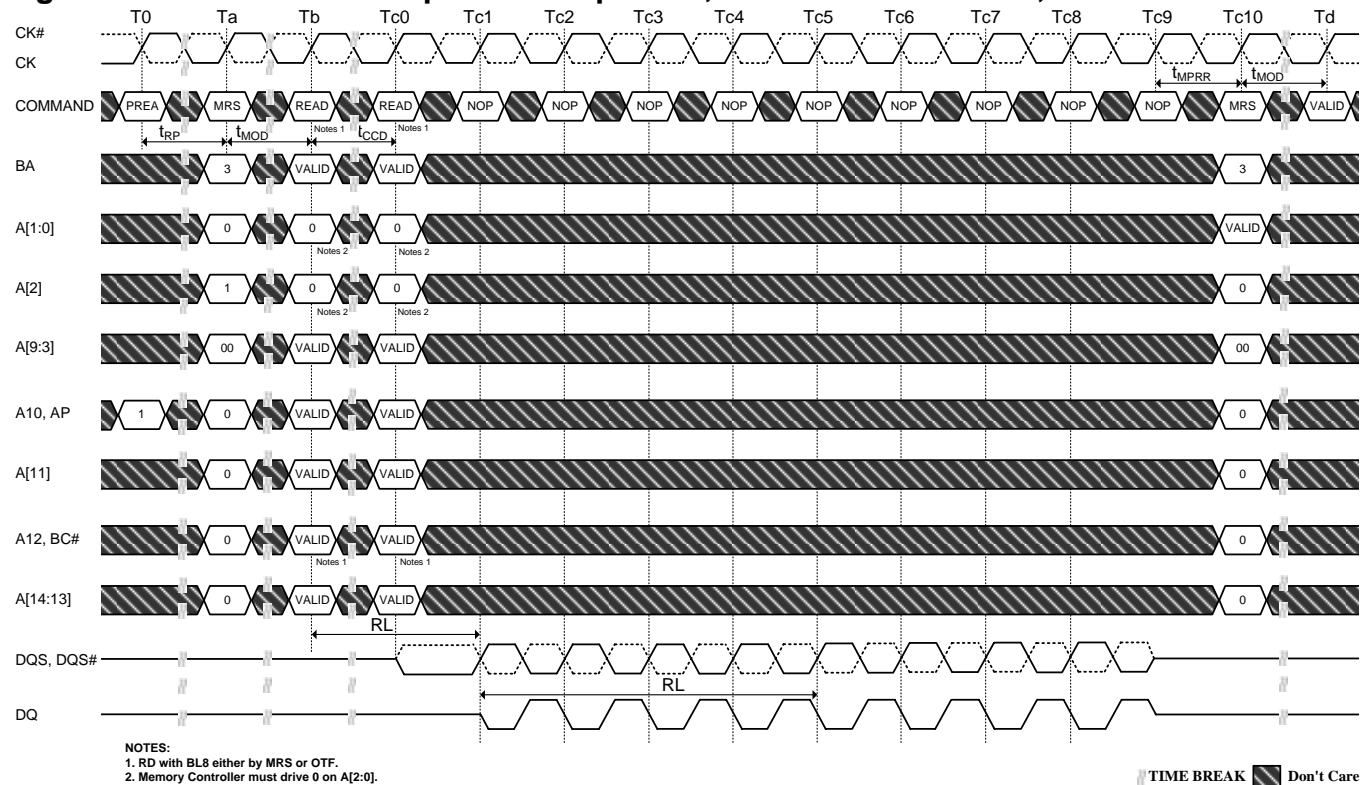 T0 Ta Tb Tc0 Tc1 Tc2 Tc3 Tc4 Tc5 Tc6 Tc7 Tc8 Tc9 Tc10 Td
CK#
CK
tMPRR tMOD
COMMAND PREA MRS READ READ NOP NOP NOP NOP NOP NOP NOP NOP NOP MRS VALID
Notes 1 Notes 1
tRP tMOD tCCD
BA 3 VALID VALID 3
A[1:0] 0 0 0 VALID
Notes 2 Notes 2
A[2] 1 0 0 0
Notes 2 Notes 2
A[9:3] 00 VALID VALID 00
A10, AP 1 0 VALID VALID 0
A[11] 0 VALID VALID 0
A12, BC# 0 VALID VALID 0
Notes 1 Notes 1
A[14:13] 0 VALID VALID 0
RL
DQS, DQS#
RL
DQ
NOTES:
1. RD with BL8 either by MRS or OTF.
2. Memory Controller must drive 0 on A[2:0].
TIME BREAK Don't Care